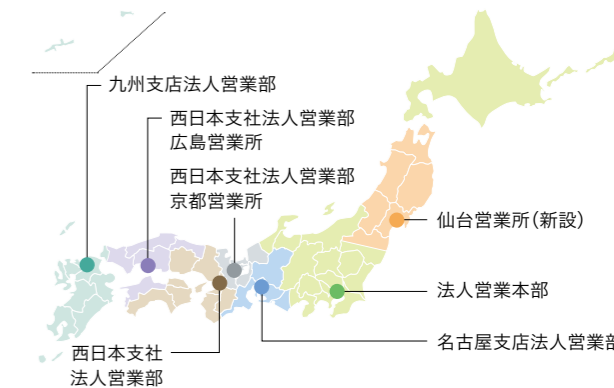 九州支店法人営業部
西日本支社法人営業部
広島営業所
西日本支社法人営業部
京都営業所
仙台営業所(新設)
法人営業本部
名古屋支店法人営業部
西日本支社
法人営業部